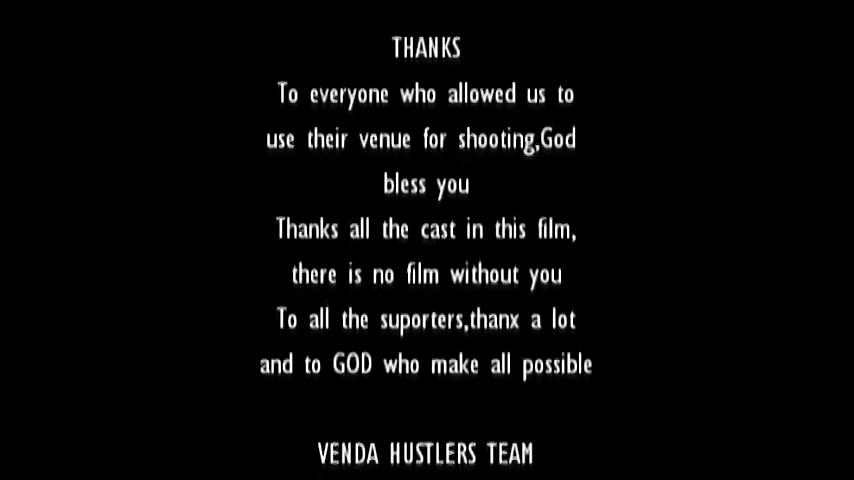 THANKS
To everyone who allowed us to
use their venue for shooting,God
bless you
Thanks all the cast in this film,
there is no film without you
To all the suporters,thanx a lot
and to GOD who make all possible
VENDA HUSTLERS TEAM